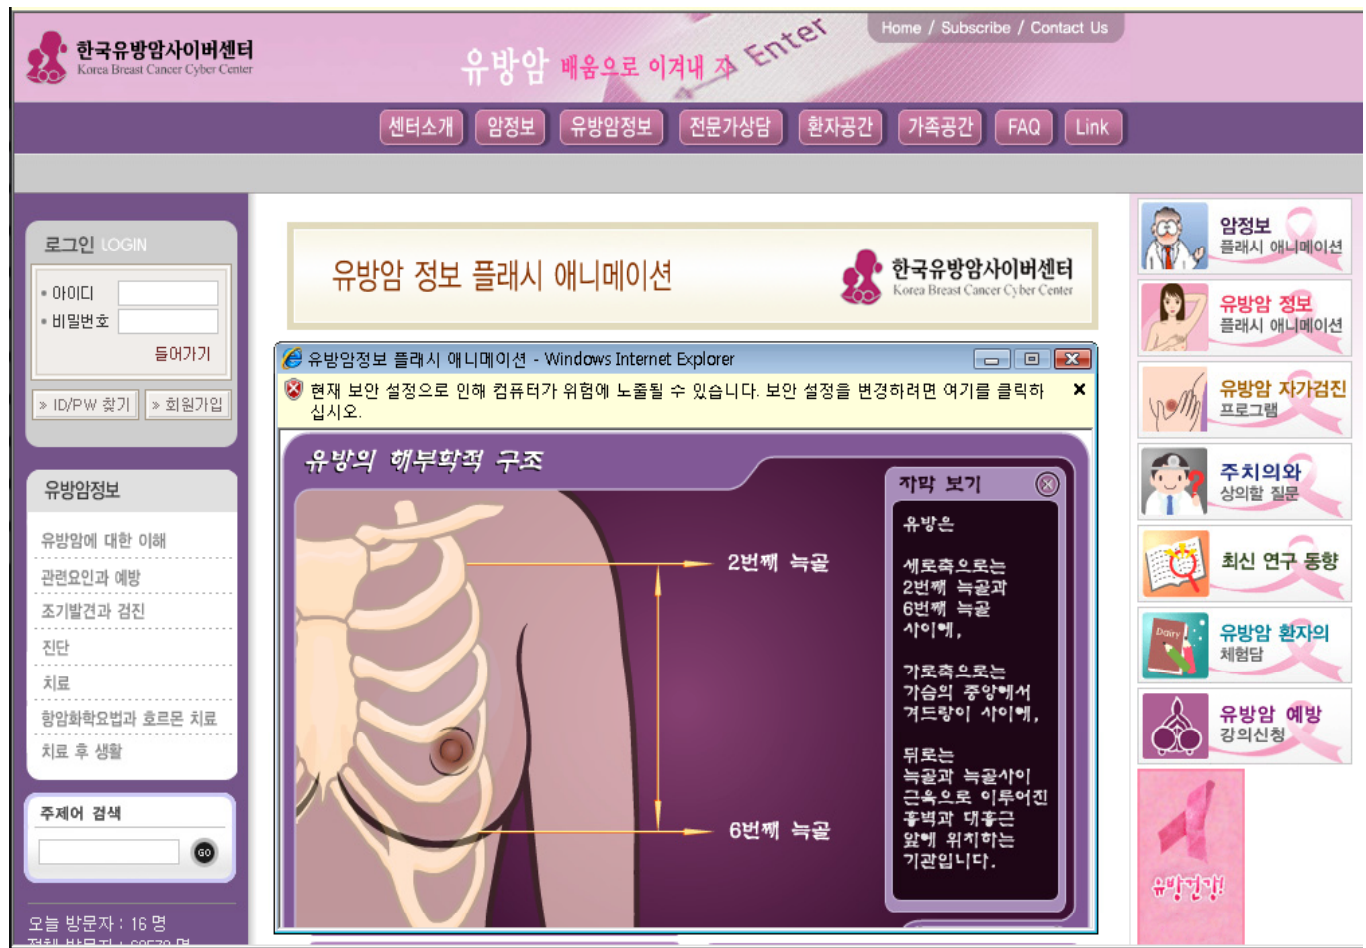 한국유방암사이버센터
Korea Breast Cancer Cyber Center
유방암 배움으로 이겨내 자
Enter
Home / Subscribe / Contact Us
센터소개 암정보 유방암정보 전문가상담 환자공간 가족공간 FAQ Link
로그인 LOGIN
아이디
비밀번호
들어가기
» ID/PW 찾기 » 회원가입
유방암정보
유방암에 대한 이해
관련요인과 예방
조기발견과 검진
진단
치료
항암화학요법과 호르몬 치료
치료 후 생활
주제어 검색
GO
오늘 방문자 : 16 명
유방암 정보 플래시 애니메이션
한국유방암사이버센터
Korea Breast Cancer Cyber Center
유방암정보 플래시 애니메이션 - Windows Internet Explorer
현재 보안 설정으로 인해 컴퓨터가 위험에 노출될 수 있습니다. 보안 설정을 변경하려면 여기를 클릭하
십시오.
유방의 해부학적 구조
2번째 늑골
6번째 늑골
자막 보기
유방은
세로축으로는
2번째 늑골과
6번째 늑골
사이에,
가로축으로는
가슴의 중앙에서
겨드랑이 사이에,
뒤로는
늑골과 늑골사이
근육으로 이루어진
흉벽과 대흉근
앞에 위치하는
기관입니다.
암정보
플래시 애니메이션
유방암 정보
플래시 애니메이션
유방암 자가검진
프로그램
주치의와
상의할 질문
최신 연구 동향
Dairy
유방암 환자의
체험담
유방암 예방
강의신청
유방건강!